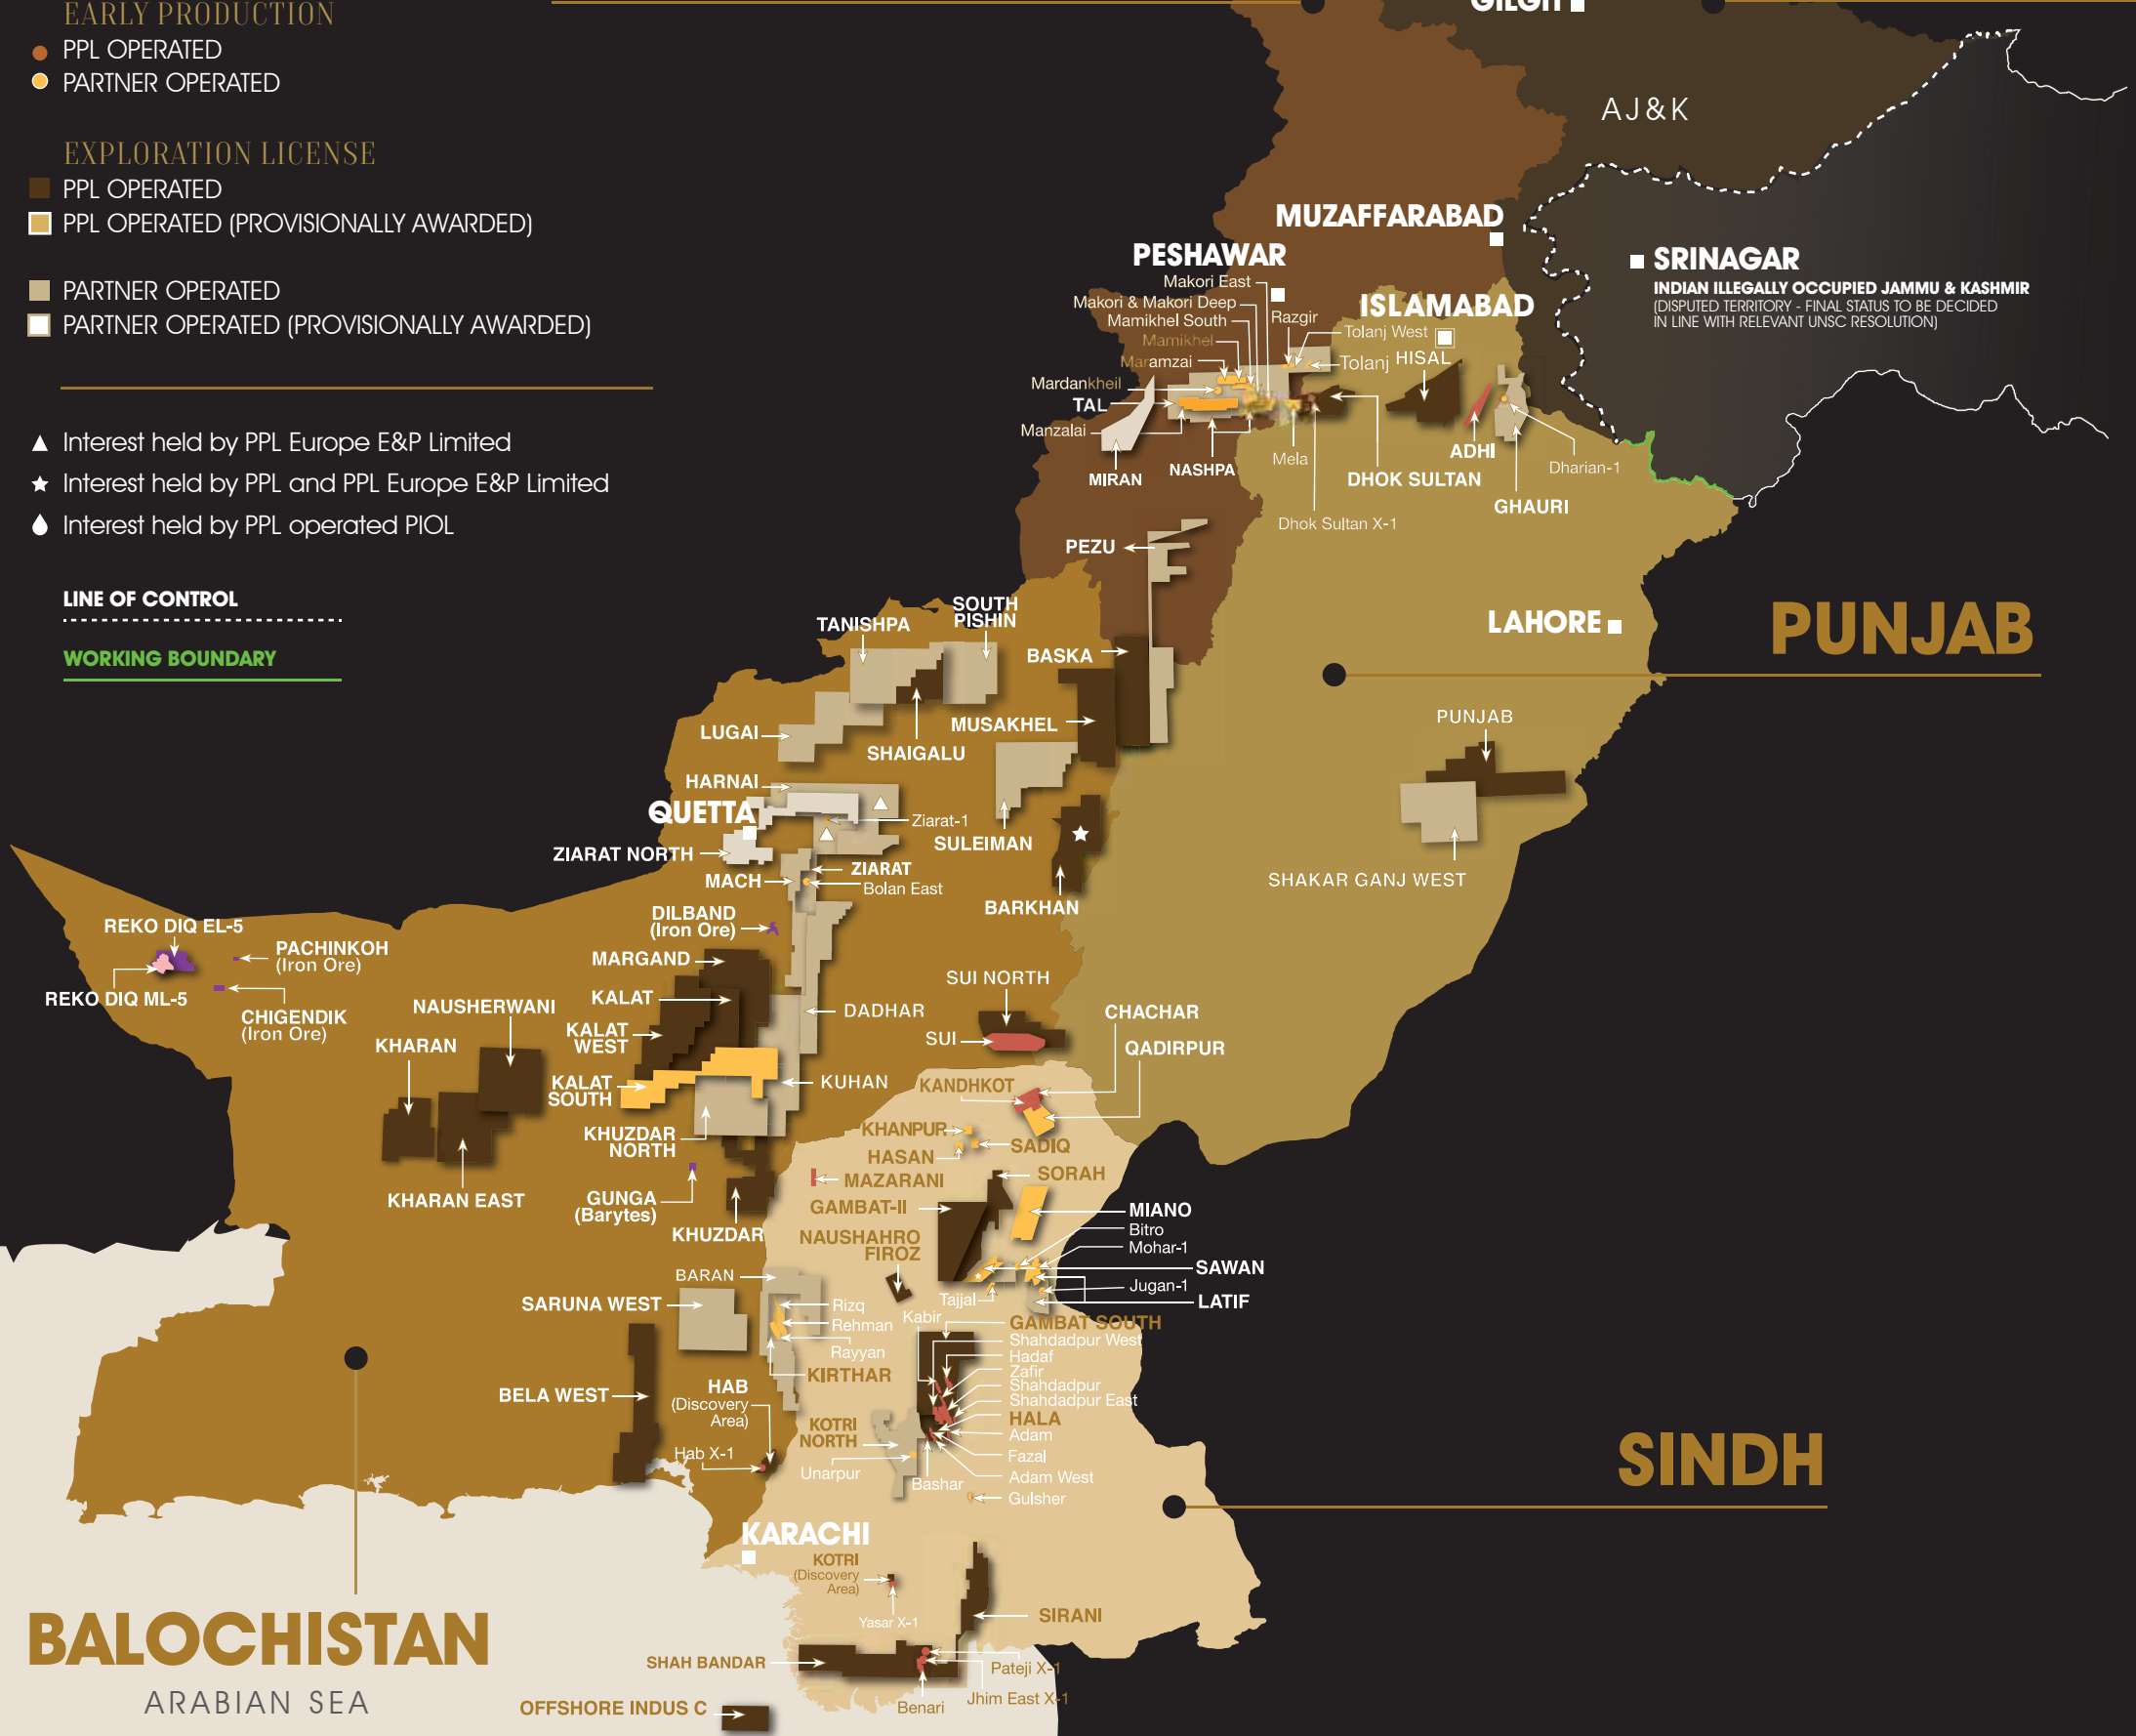 EARLY PRODUCTION
PPL OPERATED
PARTNER OPERATED
EXPLORATION LICENSE
PPL OPERATED
PPL OPERATED (PROVISIONALLY AWARDED)
PARTNER OPERATED
PARTNER OPERATED (PROVISIONALLY AWARDED)
Interest held by PPL Europe E&P Limited
Interest held by PPL and PPL Europe E&P Limited
Interest held by PPL operated PIOL
LINE OF CONTROL
WORKING BOUNDARY
GILGIT
AJ&K
MUZAFFARABAD
PESHAWAR
SRINAGAR
INDIAN ILLEGALLY OCCUPIED JAMMU & KASHMIR
(DISPUTED TERRITORY - FINAL STATUS TO BE DECIDED
IN LINE WITH RELEVANT UNSC RESOLUTION)
Makori East
Makori & Makori Deep
ISLAMABAD
Mamikhel South
Razgir
Tolanj West
Mamikhel
Maramzai
Tolanj
HISAL
Mardankheil
TAL
Manzalai
MIRAN
NASHPA
Mela
DHOK SULTAN
ADHI
Dharian-1
GHAURI
Dhok Sultan X-1
PEZU
SOUTH
PISHIN
TANISHPA
BASKA
LAHORE
PUNJAB
LUGAI
MUSAKHEL
SHAIGALU
PUNJAB
HARNAI
QUETTA
Ziarat-1
SULEIMAN
ZIARAT NORTH
ZIARAT
MACH
Bolan East
SHAKAR GANJ WEST
BARKHAN
DILBAND
(Iron Ore)
REKO DIQ EL-5
PACHINKOH
(Iron Ore)
MARGAND
REKO DIQ ML-5
CHIGENDIK
(Iron Ore)
NAUSHERWANI
KALAT
SUI NORTH
DADHAR
CHACHAR
KALAT
WEST
KHARAN
SUI
QADIRPUR
KALAT
SOUTH
KUHAN
KANDHKOT
KHUZDAR
NORTH
KHANPUR
SADIQ
HASAN
KHARAN EAST
GUNGA
(Barytes)
MAZARANI
SORAH
GAMBAT-II
MIANO
KHUZDAR
NAUSHAHRO
FIROZ
Bitro
Mohar-1
SAWAN
BARAN
Jugan-1
LATIF
Tajjal
SARUNA WEST
Rizq
Rehman
Rayyan
Kabir
GAMBAT SOUTH
Shahdadpur West
Hadaf
Zafir
Shahdadpur
Shahdadpur East
HALA
Adam
Fazal
Adam West
Gulsher
KIRTHAR
BELA WEST
HAB
(Discovery
Area)
KOTRI
NORTH
Hab X-1
Unarpur
Bashar
SINDH
KARACHI
KOTRI
(Discovery
Area)
Yasar X-1
SIRANI
SHAH BANDAR
Pateji X-1
Jhim East X-1
Benari
OFFSHORE INDUS C
BALOCHISTAN
ARABIAN SEA